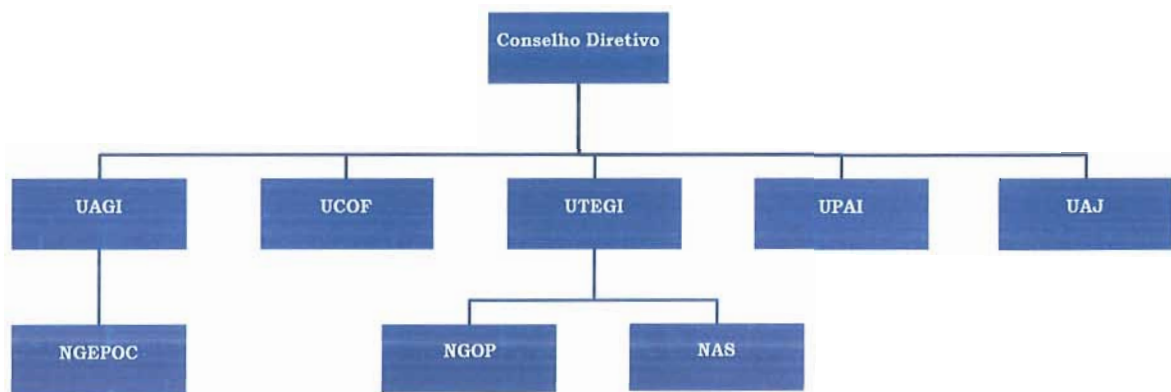 Conselho Diretivo
UAGI
UCOF
UTEGI
UPAI
UAJ
NGEPOC
NGOP
NAS